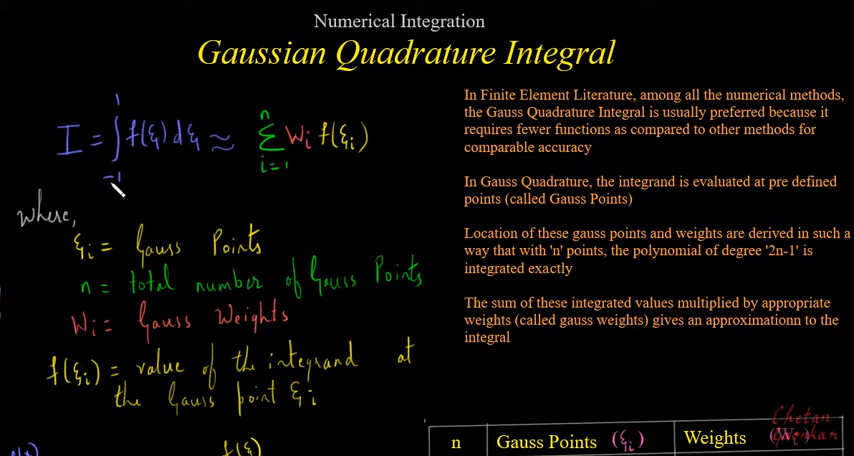 Numerical Integration
Gaussian Quadrature Integral
I = ∫₋₁¹ f(ξ) dξ ≈ Σᵢ₌₁ⁿ Wᵢ f(ξᵢ)
where,
ξᵢ = Gauss Points
n = total number of Gauss Points
Wᵢ = Gauss Weights
f(ξᵢ) = value of the integrand at
the Gauss point ξᵢ
f(ξ)
In Finite Element Literature, among all the numerical methods,
the Gauss Quadrature Integral is usually preferred because it
requires fewer functions as compared to other methods for
comparable accuracy
In Gauss Quadrature, the integrand is evaluated at pre defined
points (called Gauss Points)
Location of these gauss points and weights are derived in such a
way that with 'n' points, the polynomial of degree '2n-1' is
integrated exactly
The sum of these integrated values multiplied by appropriate
weights (called gauss weights) gives an approximationn to the
integral
Chetan
n Gauss Points (ξᵢ) Weights (Wᵢ)